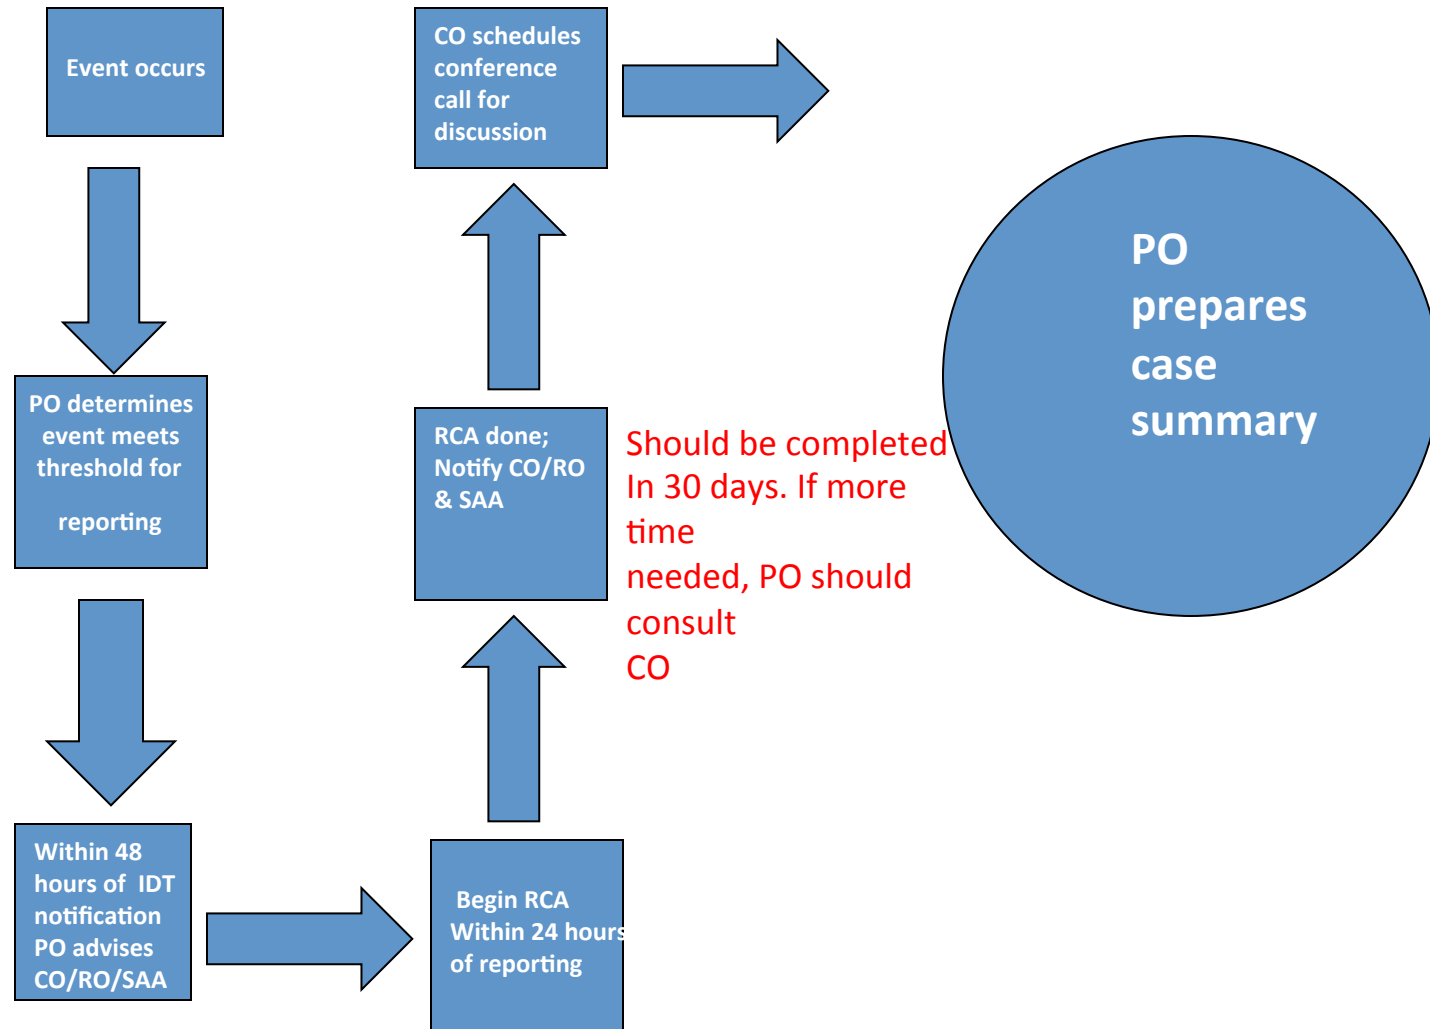 Event occurs
PO determines
event meets
threshold for
reporting
Within 48
hours of  IDT
notification
PO advises
CO/RO/SAA
Begin RCA
Within 24 hours
of reporting
RCA done;
Notify CO/RO
& SAA
Should be completed
In 30 days. If more
time
needed, PO should
consult
CO
CO schedules
conference
call for
discussion
PO
prepares
case
summary